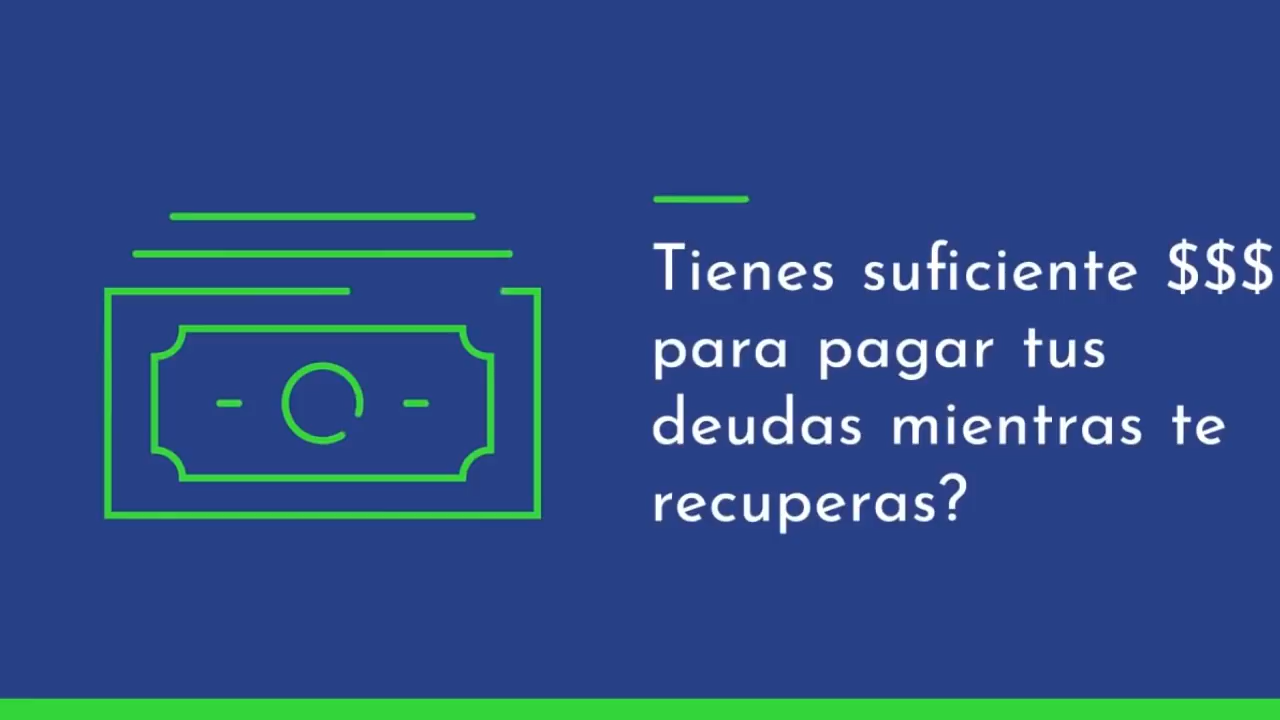 Tienes suficiente $$$
para pagar tus
deudas mientras te
recuperas?